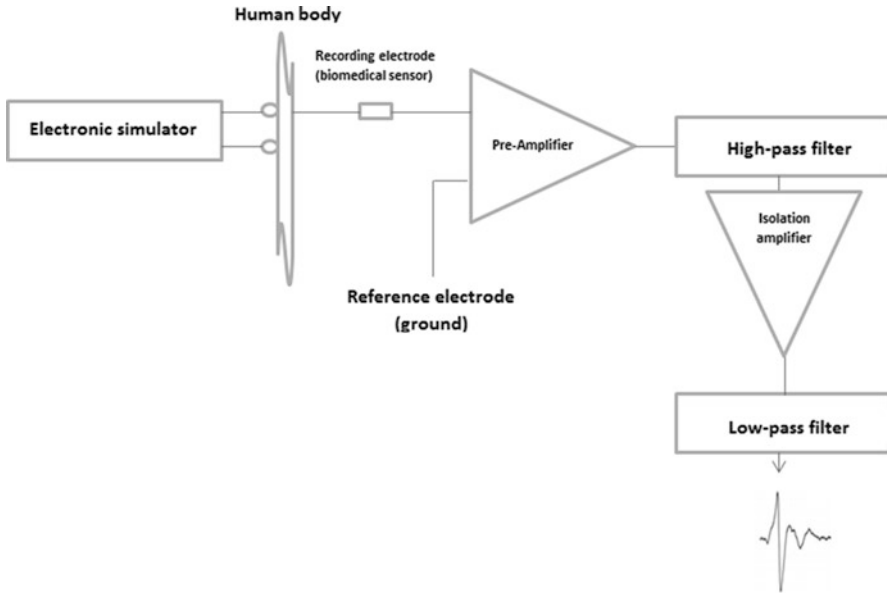 Human body
Recording electrode
(biomedical sensor)
Electronic simulator
Pre-Amplifier
High-pass filter
Isolation
amplifier
Reference electrode
(ground)
Low-pass filter